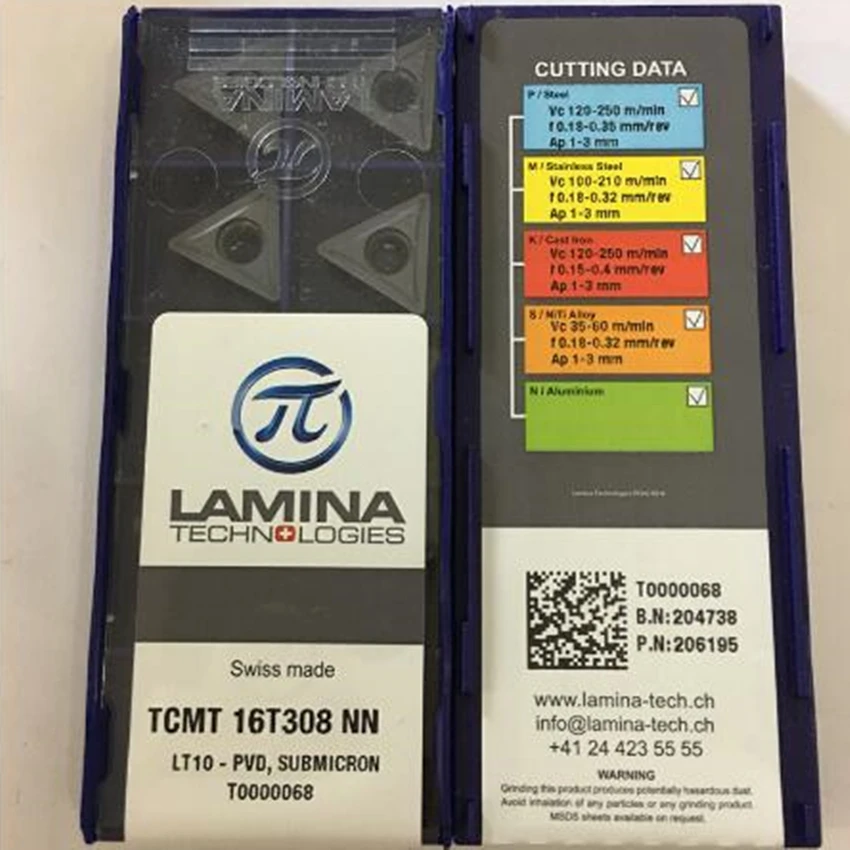 LAMINA
TECHNOLOGIES
Swiss made
TCMT 16T308 NN
LT10 - PVD, SUBMICRON
T0000068
CUTTING DATA
P / Steel
Vc 120-250 m/min
f 0.18-0.35 mm/rev
Ap 1-3 mm
M / Stainless Steel
Vc 100-210 m/min
f 0.18-0.32 mm/rev
Ap 1-3 mm
K / Cast Iron
Vc 120-250 m/min
f 0.15-0.4 mm/rev
Ap 1-3 mm
S / NiTi Alloy
Vc 35-60 m/min
f 0.18-0.32 mm/rev
Ap 1-3 mm
N / Aluminium
T0000068
B.N:204738
P.N:206195
www.lamina-tech.ch
info@lamina-tech.ch
+41 24 423 55 55
WARNING
Grinding this product produces potentially hazardous dust.
Avoid inhalation of any particles or any grinding product.
MSDS sheets available on request.